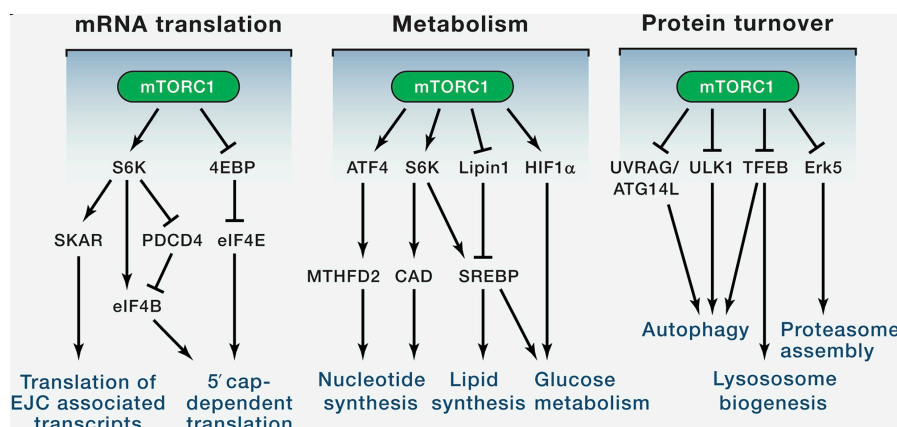 mRNA translation
mTORC1
S6K
4EBP
SKAR
PDCD4
eIF4E
eIF4B
Translation of
EJC associated
transcripts
5′ cap-
dependent
translation
Metabolism
mTORC1
ATF4
S6K
Lipin1
HIF1α
MTHFD2
CAD
SREBP
Nucleotide
synthesis
Lipid
synthesis
Glucose
metabolism
Protein turnover
mTORC1
UVRAG/
ATG14L
ULK1
TFEB
Erk5
Autophagy
Proteasome
assembly
Lysososome
biogenesis